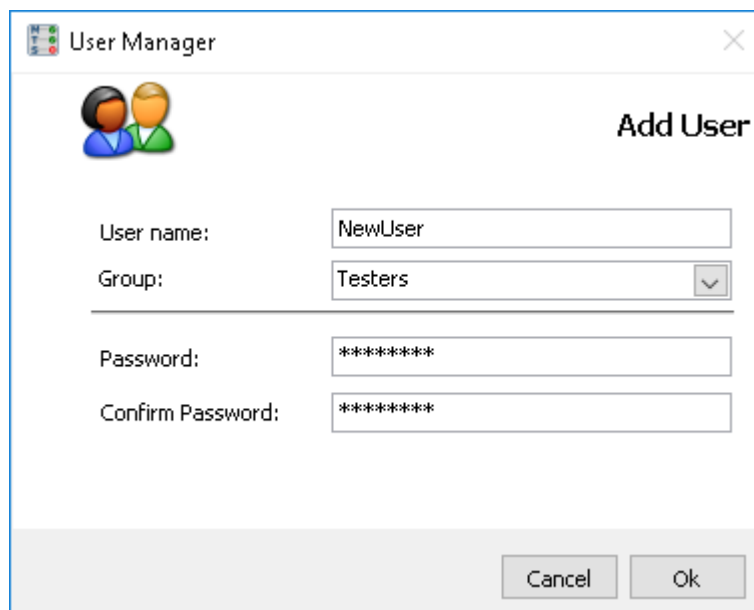 User Manager
Add User
User name: NewUser
Group: Testers
Password: ********
Confirm Password: ********
Cancel Ok